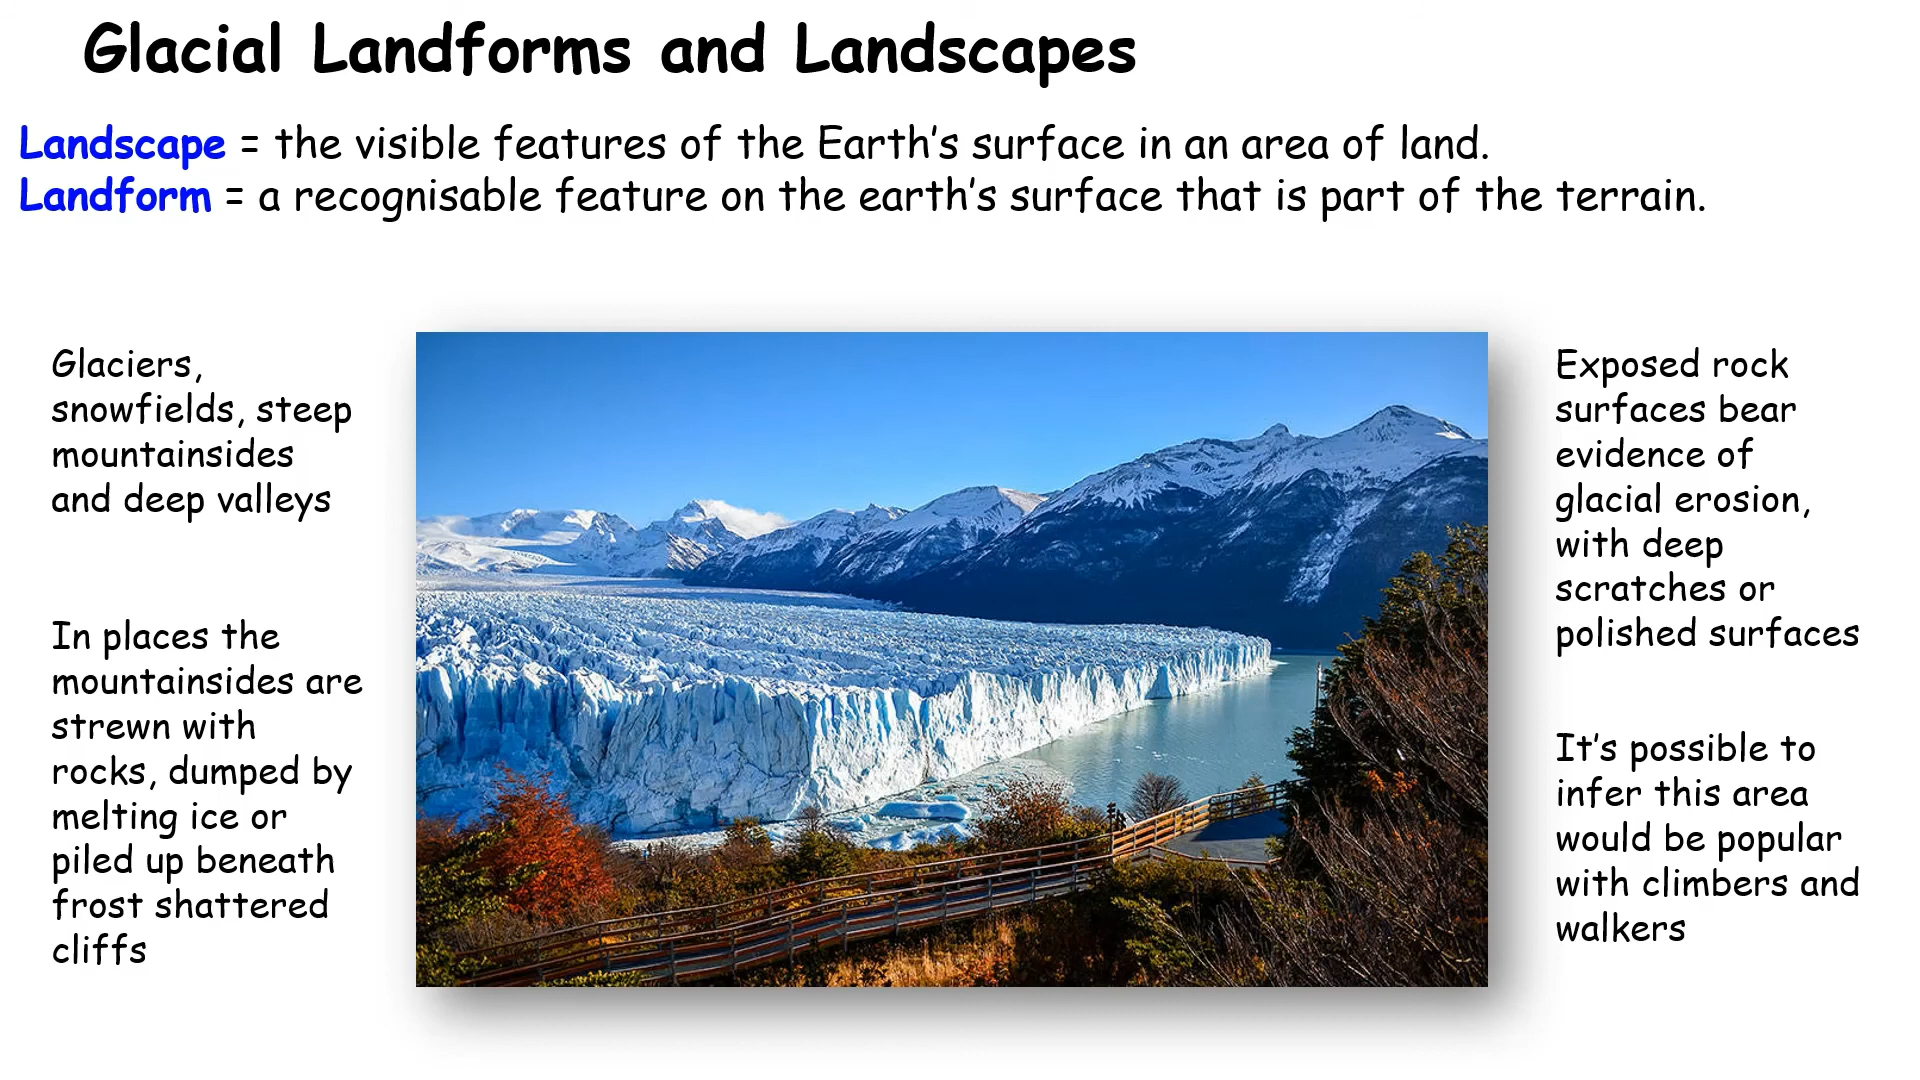 Glacial Landforms and Landscapes
Landscape = the visible features of the Earth’s surface in an area of land.
Landform = a recognisable feature on the earth’s surface that is part of the terrain.
Glaciers,
snowfields, steep
mountainsides
and deep valleys
In places the
mountainsides are
strewn with
rocks, dumped by
melting ice or
piled up beneath
frost shattered
cliffs
Exposed rock
surfaces bear
evidence of
glacial erosion,
with deep
scratches or
polished surfaces
It’s possible to
infer this area
would be popular
with climbers and
walkers